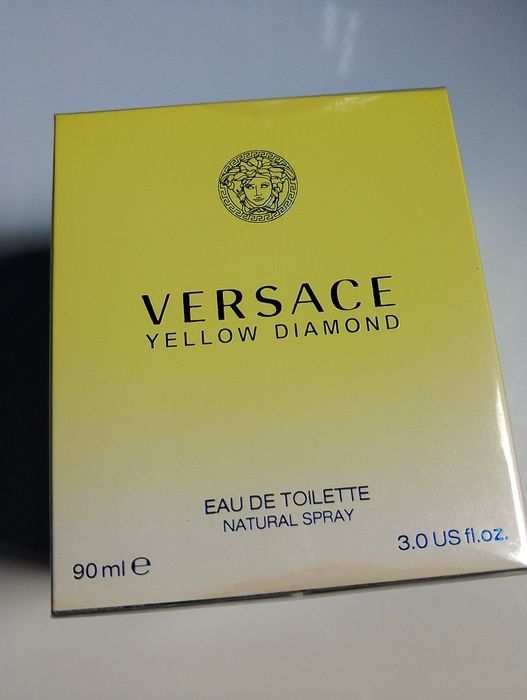 VERSACE
YELLOW DIAMOND
EAU DE TOILETTE
NATURAL SPRAY
90 ml ℮
3.0 US fl.oz.